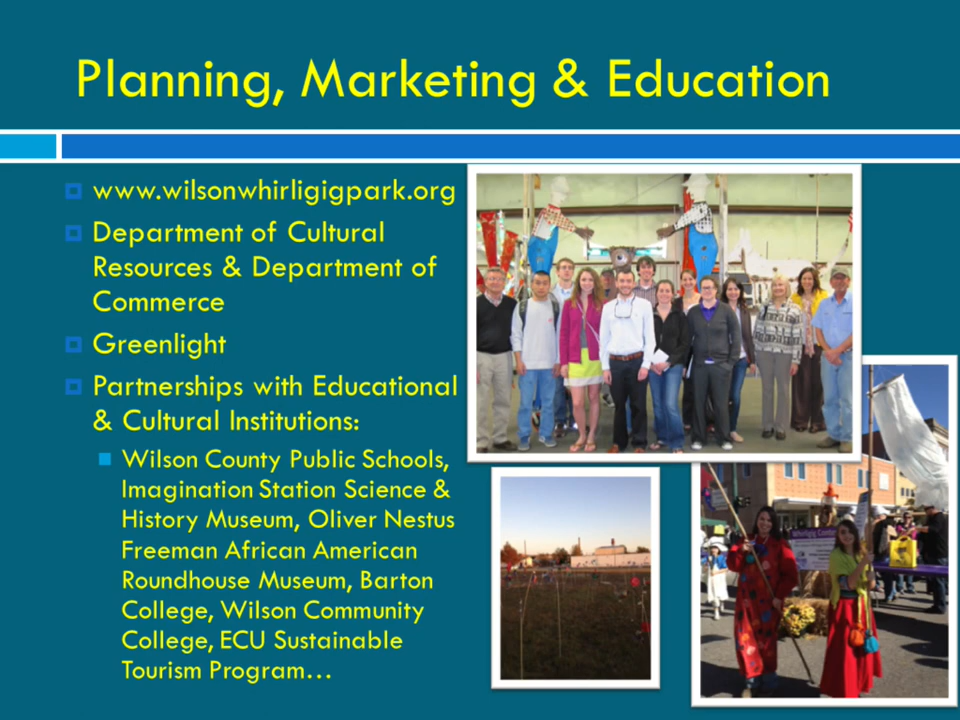 Planning, Marketing & Education
www.wilsonwhirligigpark.org
Department of Cultural
Resources & Department of
Commerce
Greenlight
Partnerships with Educational
& Cultural Institutions:
Wilson County Public Schools,
Imagination Station Science &
History Museum, Oliver Nestus
Freeman African American
Roundhouse Museum, Barton
College, Wilson Community
College, ECU Sustainable
Tourism Program…
Whirligig